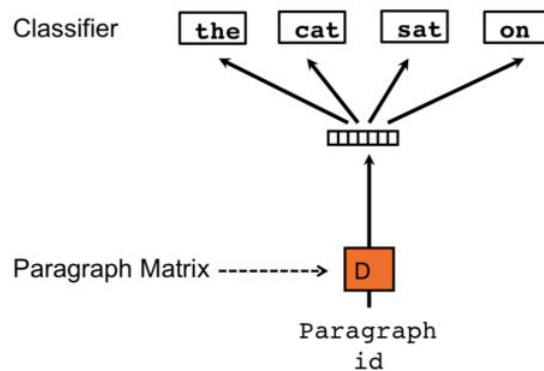 Classifier the cat sat on
Paragraph Matrix D
Paragraph
id